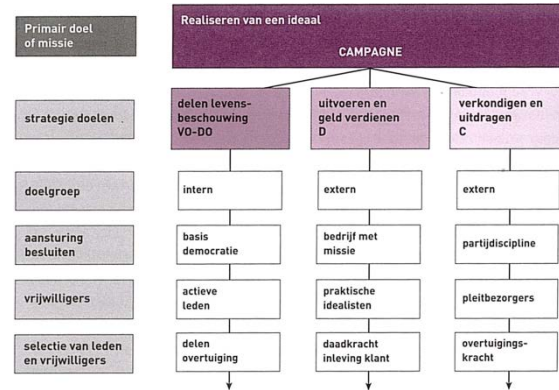 Primair doel
of missie
Realiseren van een ideaal
CAMPAGNE
strategie doelen
delen levens-
beschouwing
VO-DO
uitvoeren en
geld verdienen
D
verkondigen en
uitdragen
C
doelgroep
intern
extern
extern
aansturing
besluiten
basis
democratie
bedrijf met
missie
partijdiscipline
vrijwilligers
actieve
leden
praktische
idealisten
pleitbezorgers
selectie van leden
en vrijwilligers
delen
overtuiging
daadkracht
inleving klant
overtuigings-
kracht